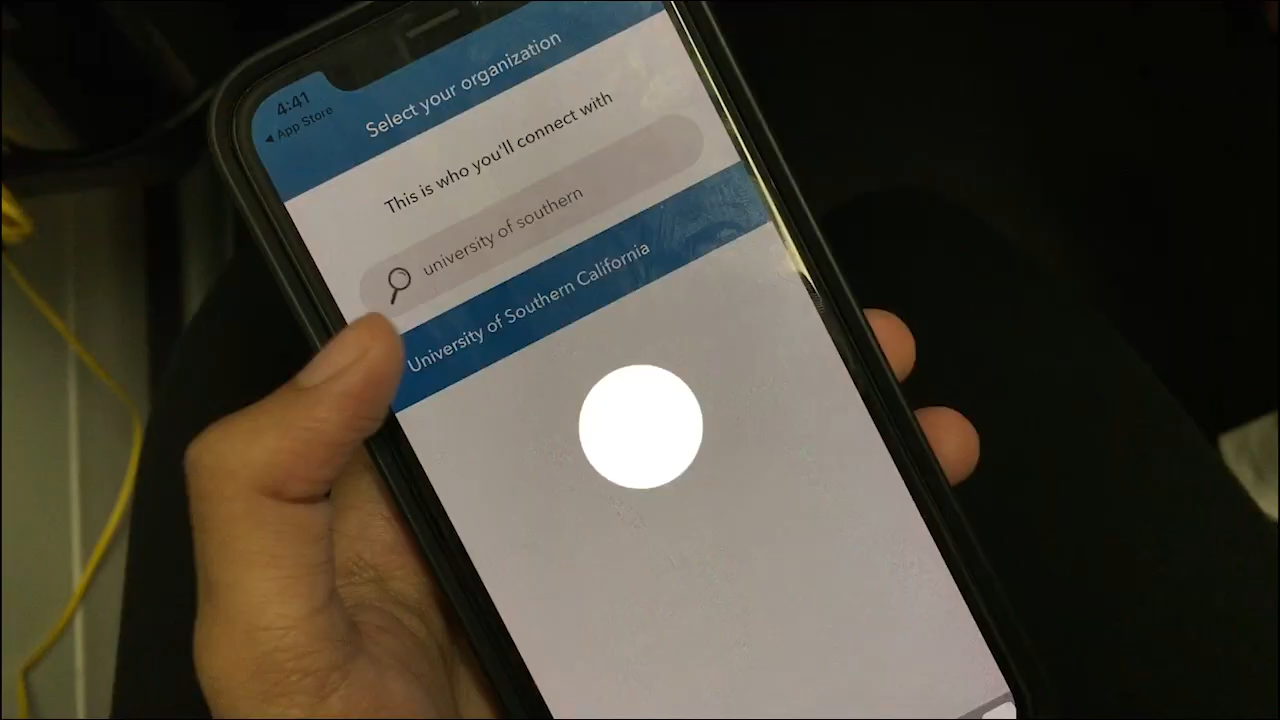 4:41
◀ App Store
Select your organization
This is who you'll connect with
university of southern
University of Southern California